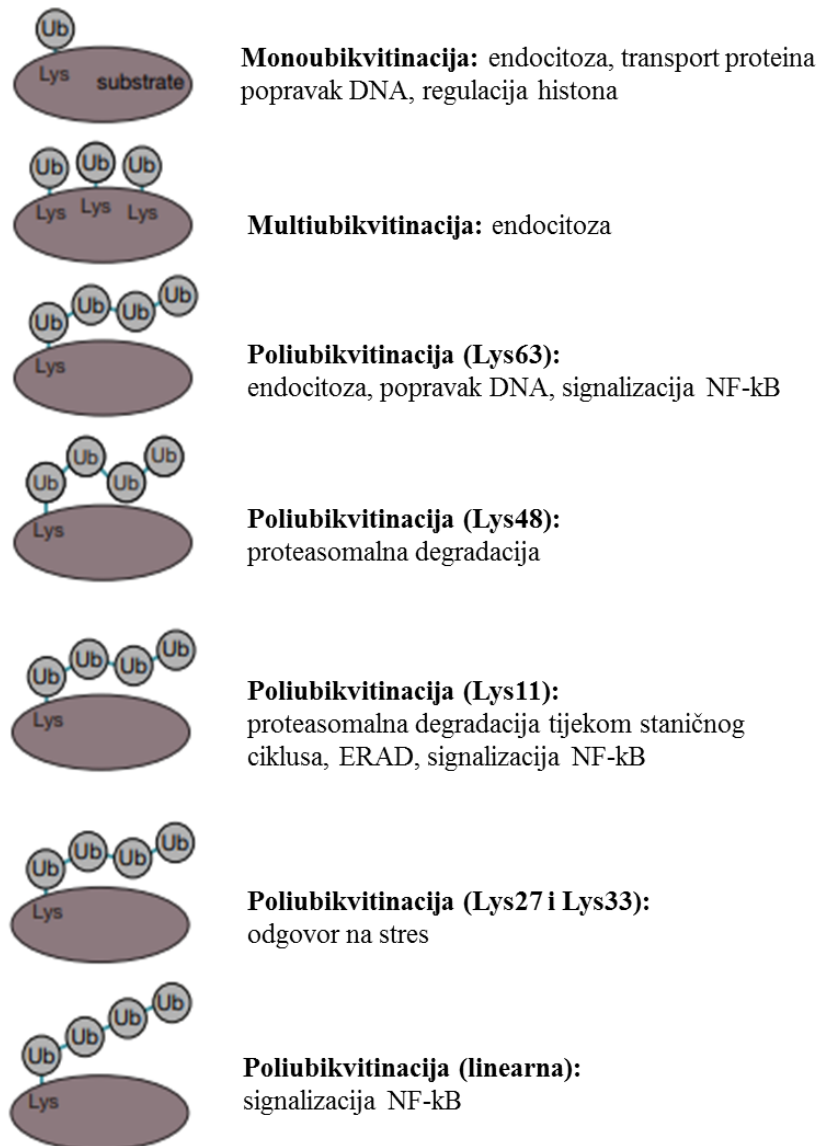 Ub
Lys substrate
Monoubikvitinacija: endocitoza, transport proteina
popravak DNA, regulacija histona
Ub Ub Ub
Lys Lys Lys
Multiubikvitinacija: endocitoza
Ub Ub Ub Ub
Lys
Poliubikvitinacija (Lys63):
endocitoza, popravak DNA, signalizacija NF-kB
Ub Ub Ub Ub
Lys
Poliubikvitinacija (Lys48):
proteasomalna degradacija
Ub Ub Ub Ub
Lys
Poliubikvitinacija (Lys11):
proteasomalna degradacija tijekom staničnog
ciklusa, ERAD, signalizacija NF-kB
Ub Ub Ub Ub
Lys
Poliubikvitinacija (Lys27 i Lys33):
odgovor na stres
Ub Ub Ub Ub
Lys
Poliubikvitinacija (linearna):
signalizacija NF-kB